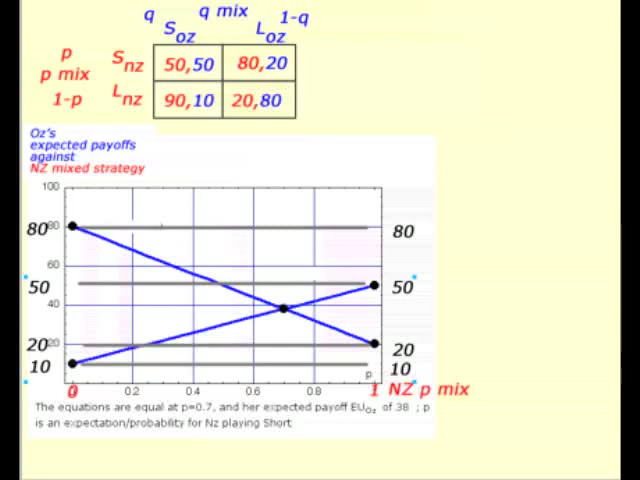 q q mix 1-q
S oz L oz
p S nz 50,50 80,20
p mix
1-p L nz 90,10 20,80
Oz's
expected payoffs
against
NZ mixed strategy
100
80 80 80
60
50 50
40
20 20 20
10 10
p
0 0.2 0.4 0.6 0.8 1 NZ p mix
The equations are equal at p=0.7, and her expected payoff EUOz of 38 ; p
is an expectation/probability for Nz playing Short